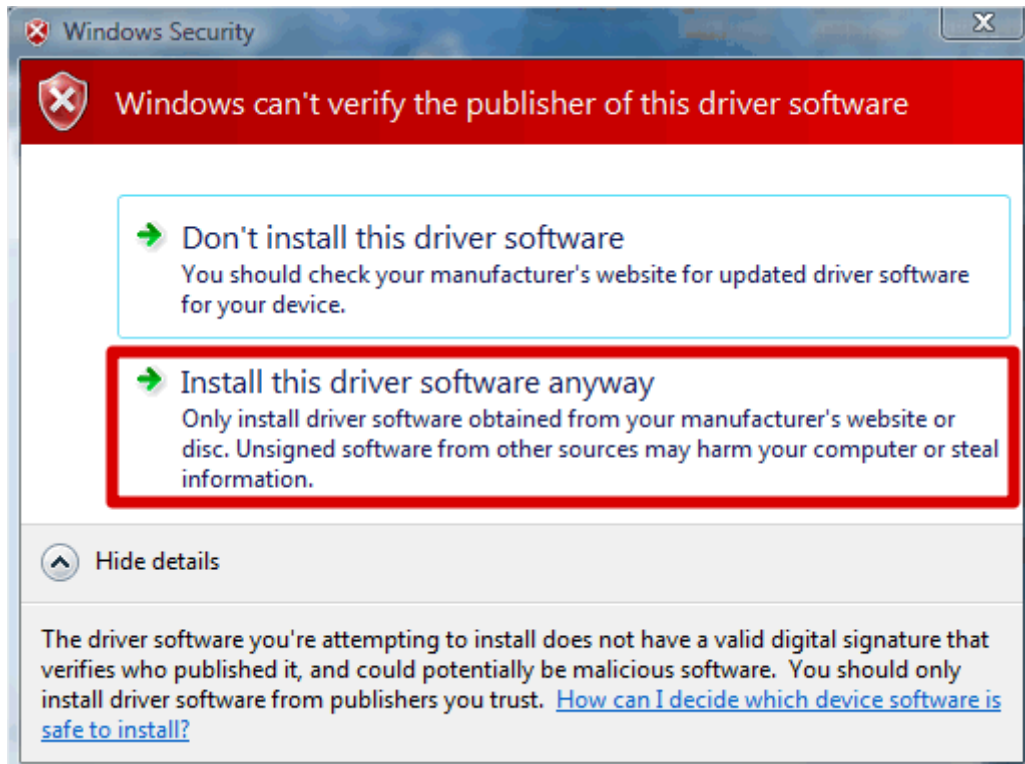 Windows Security
Windows can't verify the publisher of this driver software
Don't install this driver software
You should check your manufacturer's website for updated driver software
for your device.
Install this driver software anyway
Only install driver software obtained from your manufacturer's website or
disc. Unsigned software from other sources may harm your computer or steal
information.
Hide details
The driver software you're attempting to install does not have a valid digital signature that
verifies who published it, and could potentially be malicious software. You should only
install driver software from publishers you trust. How can I decide which device software is
safe to install?